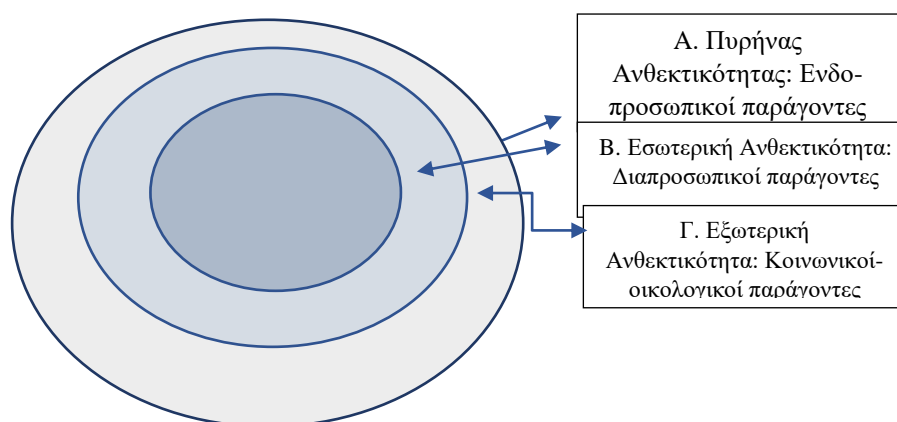 Α. Πυρήνας
Ανθεκτικότητας: Ενδο-
προσωπικοί παράγοντες
Β. Εσωτερική Ανθεκτικότητα:
Διαπροσωπικοί παράγοντες
Γ. Εξωτερική
Ανθεκτικότητα: Κοινωνικοί-
οικολογικοί παράγοντες